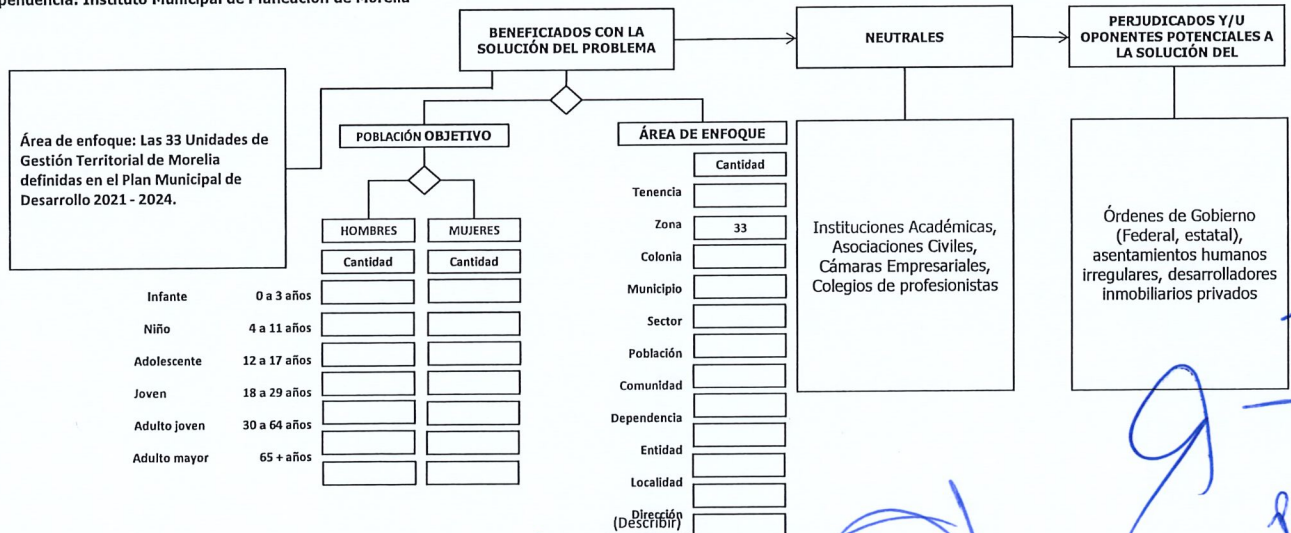 pendencia: Instituto Municipal de Planeación de Morelia
BENEFICIADOS CON LA
SOLUCIÓN DEL PROBLEMA
NEUTRALES
PERJUDICADOS Y/U
OPONENTES POTENCIALES A
LA SOLUCIÓN DEL
Área de enfoque: Las 33 Unidades de
Gestión Territorial de Morelia
definidas en el Plan Municipal de
Desarrollo 2021 - 2024.
POBLACIÓN OBJETIVO
HOMBRES
MUJERES
Cantidad
Cantidad
Infante 0 a 3 años
Niño 4 a 11 años
Adolescente 12 a 17 años
Joven 18 a 29 años
Adulto joven 30 a 64 años
Adulto mayor 65 + años
ÁREA DE ENFOQUE
Cantidad
Tenencia
Zona 33
Colonia
Municipio
Sector
Población
Comunidad
Dependencia
Entidad
Localidad
Dirección
(Describir)
Instituciones Académicas,
Asociaciones Civiles,
Cámaras Empresariales,
Colegios de profesionistas
Órdenes de Gobierno
(Federal, estatal),
asentamientos humanos
irregulares, desarrolladores
inmobiliarios privados